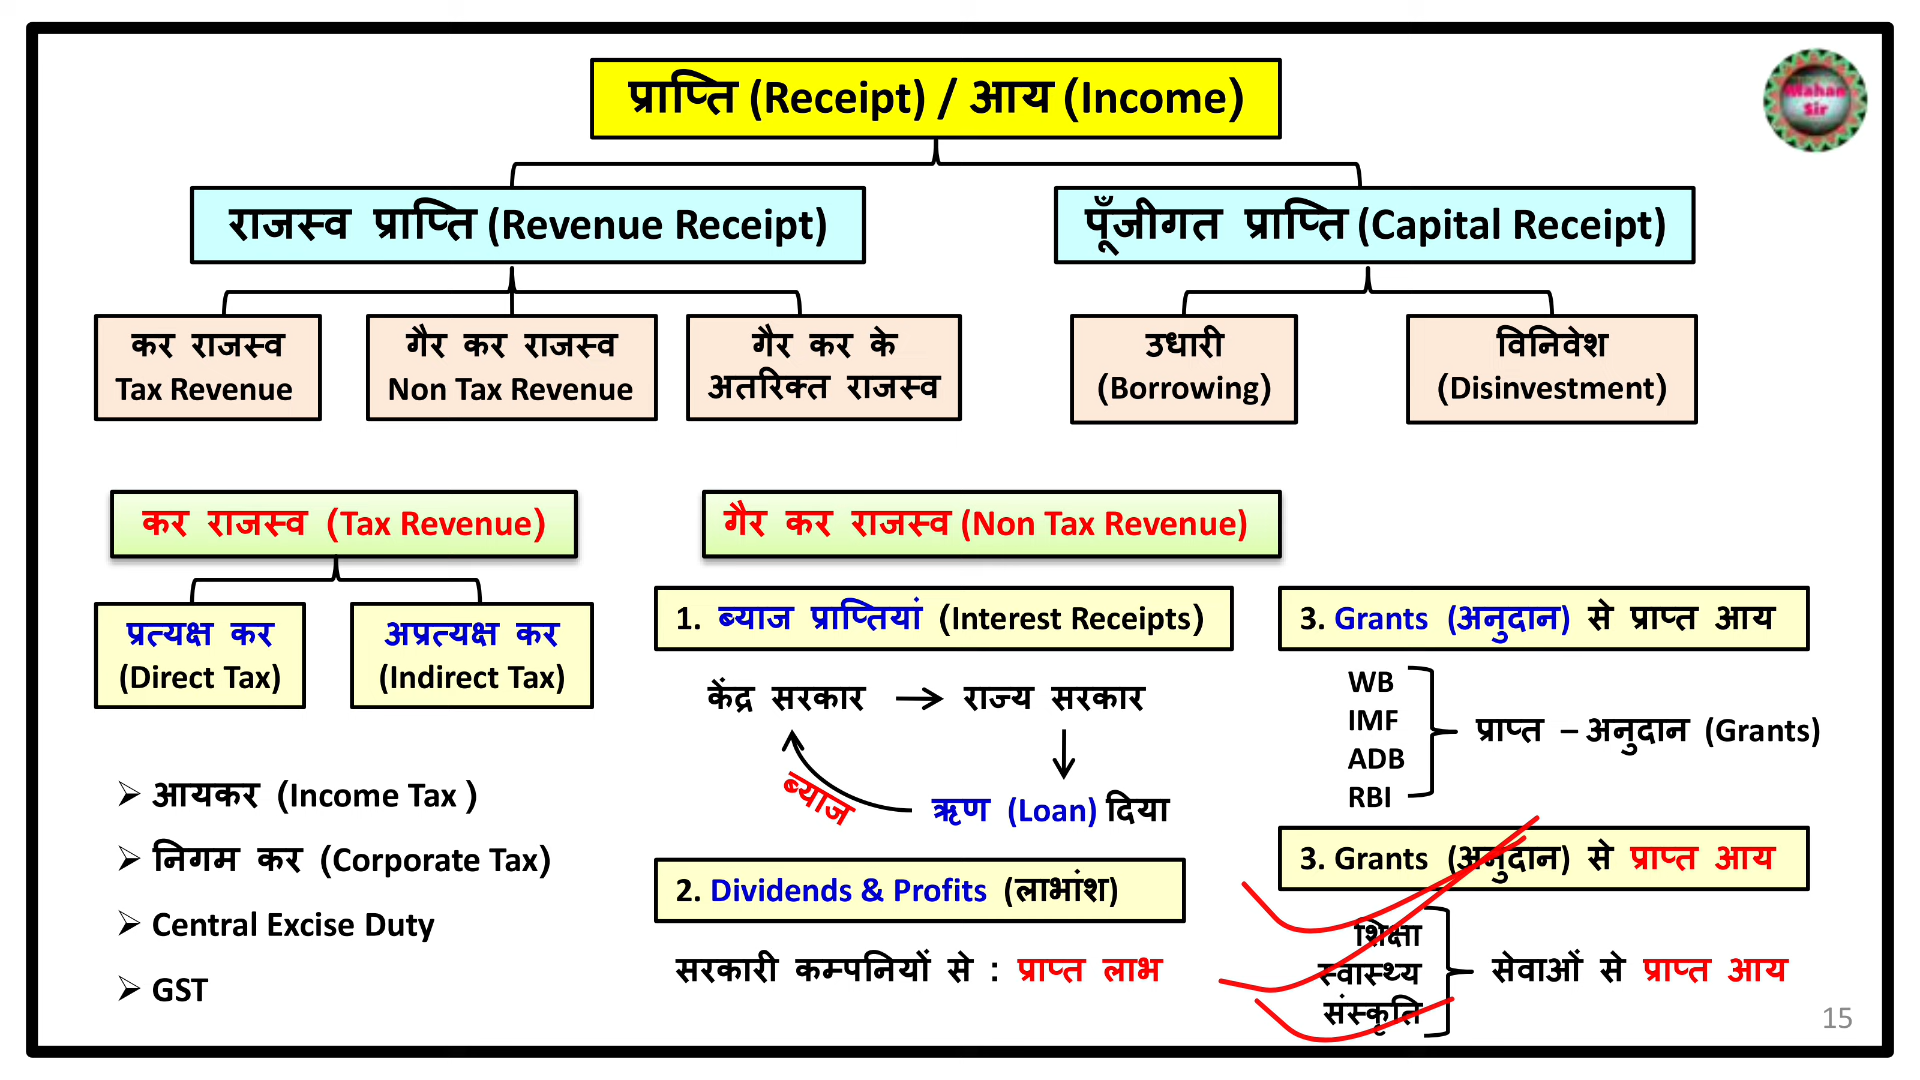 प्राप्ति (Receipt) / आय (Income)
Mahan
Sir
राजस्व प्राप्ति (Revenue Receipt)
पूँजीगत प्राप्ति (Capital Receipt)
कर राजस्व
Tax Revenue
गैर कर राजस्व
Non Tax Revenue
गैर कर के
अतरिक्त राजस्व
उधारी
(Borrowing)
विनिवेश
(Disinvestment)
कर राजस्व (Tax Revenue)
प्रत्यक्ष कर
(Direct Tax)
अप्रत्यक्ष कर
(Indirect Tax)
➢ आयकर (Income Tax )
➢ निगम कर (Corporate Tax)
➢ Central Excise Duty
➢ GST
गैर कर राजस्व (Non Tax Revenue)
1. ब्याज प्राप्तियां (Interest Receipts)
केंद्र सरकार → राज्य सरकार
ब्याज
ऋण (Loan) दिया
2. Dividends & Profits (लाभांश)
सरकारी कम्पनियों से : प्राप्त लाभ
3. Grants (अनुदान) से प्राप्त आय
WB
IMF
ADB
RBI
प्राप्त – अनुदान (Grants)
3. Grants (अनुदान) से प्राप्त आय
शिक्षा
स्वास्थ्य
संस्कृति
सेवाओं से प्राप्त आय
15